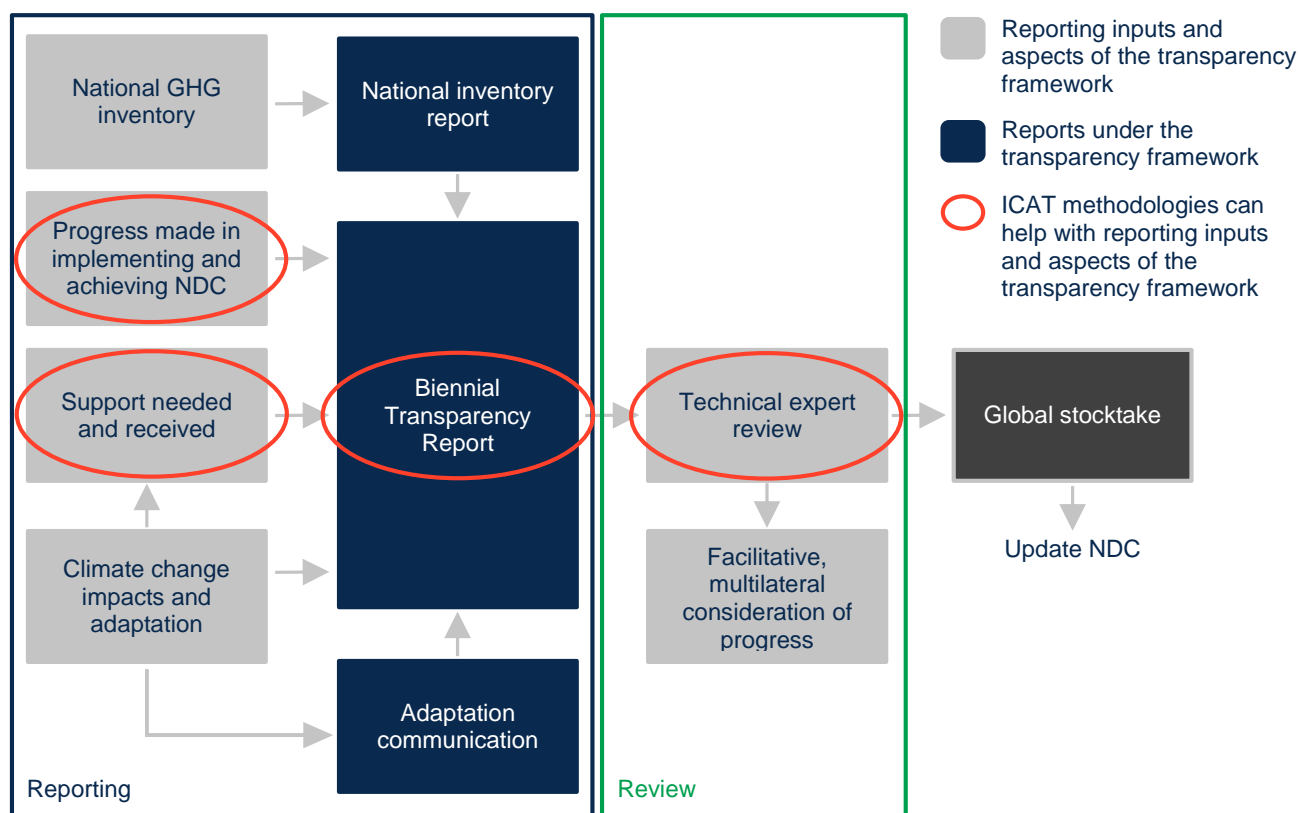 National GHG
inventory
National inventory
report
Progress made in
implementing and
achieving NDC
Support needed
and received
Biennial
Transparency
Report
Climate change
impacts and
adaptation
Adaptation
communication
Reporting
Technical expert
review
Facilitative,
multilateral
consideration of
progress
Review
Global stocktake
Update NDC
Reporting inputs and
aspects of the transparency
framework
Reports under the
transparency framework
ICAT methodologies can
help with reporting inputs
and aspects of the
transparency framework